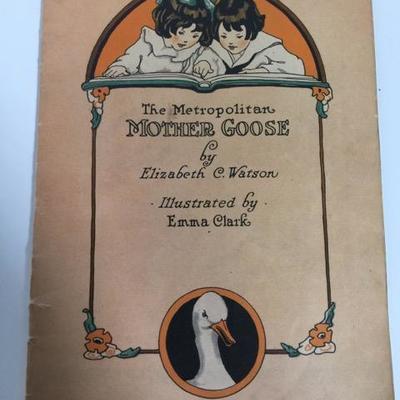 The Metropolitan
MOTHER GOOSE
by
Elizabeth C. Watson
· Illustrated by ·
Emma Clark